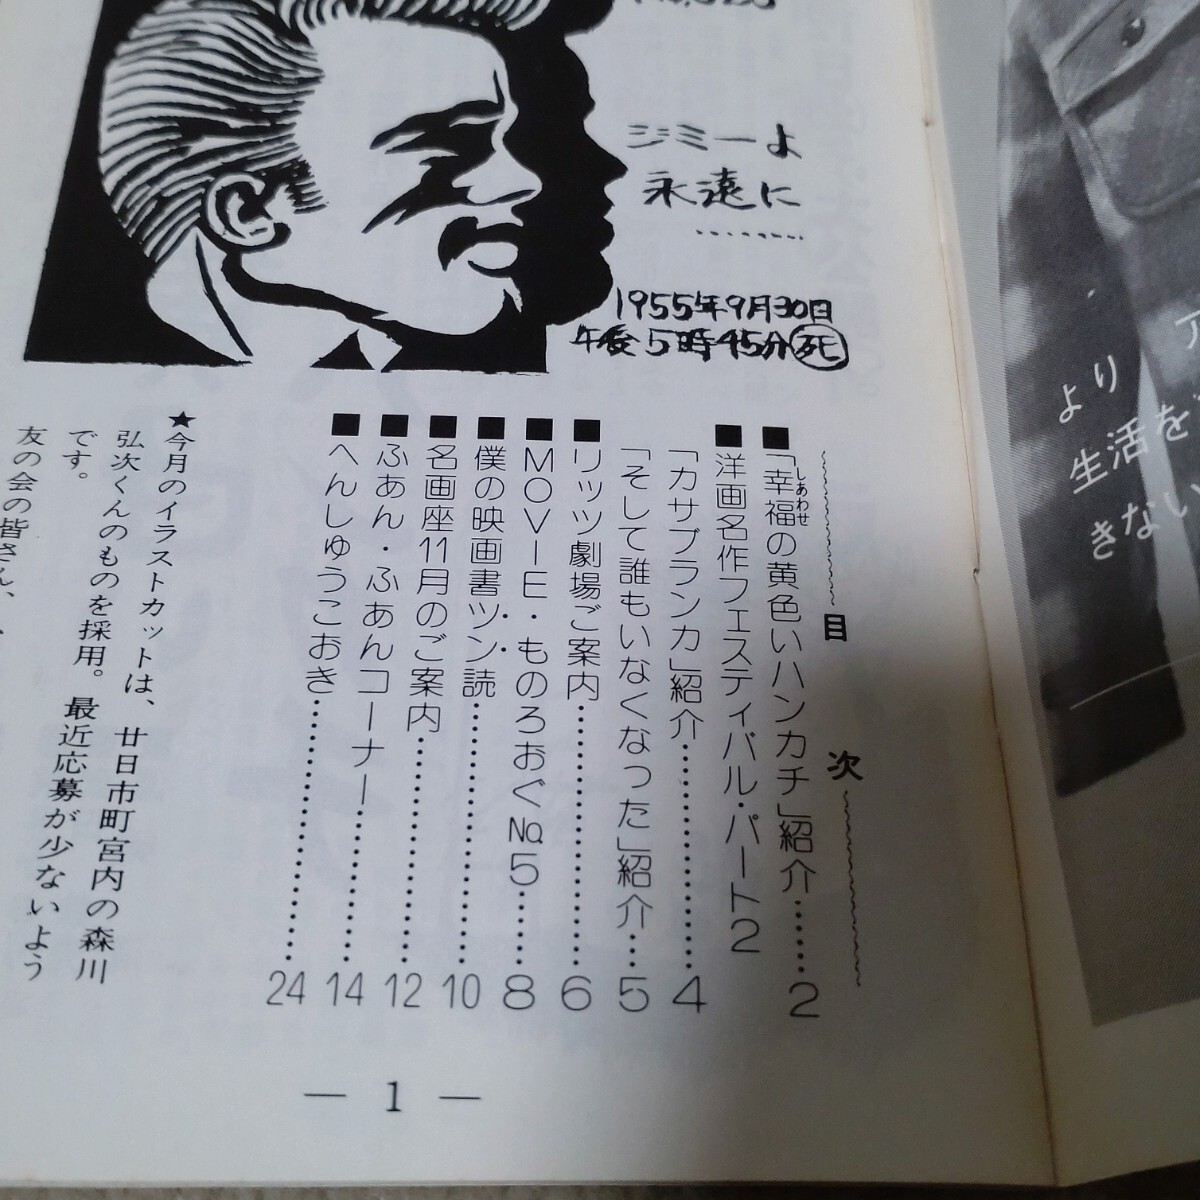 ジミーよ
永遠に
…………
1955年9月30日
午後5時45分死
目次
■「幸福の黄色いハンカチ」紹介……2
しあわせ
■洋画名作フェスティバル・パート2
「カサブランカ」紹介……………4
「そして誰もいなくなった」紹介…5
■リッツ劇場ご案内……………6
■MOVIE・ものろおぐ№5……8
■僕の映画書ツン読……………10
■名画座11月のご案内……………12
■ふあん・ふあんコーナー………14
■へんしゅうこおき………………24
★今月のイラストカットは、廿日市町宮内の森川
弘次くんのものを採用。最近応募が少ないよう
です。
友の会の皆さん、
— 1 —
より
生活を
きない